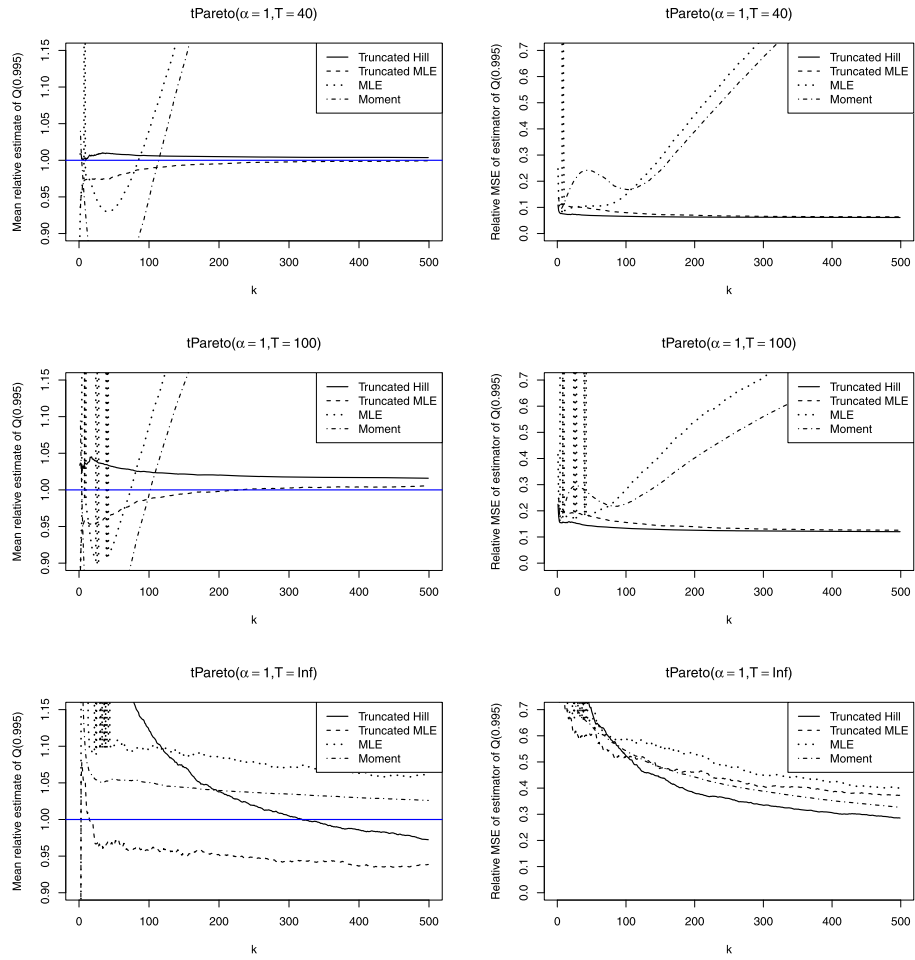 tPareto(α = 1,T = 40)
Mean relative estimate of Q(0.995)
1.15
1.10
1.05
1.00
0.95
0.90
Truncated Hill
Truncated MLE
MLE
Moment
0 100 200 300 400 500
k
tPareto(α = 1,T = 40)
Relative MSE of estimator of Q(0.995)
0.7
0.6
0.5
0.4
0.3
0.2
0.1
0.0
Truncated Hill
Truncated MLE
MLE
Moment
0 100 200 300 400 500
k
tPareto(α = 1,T = 100)
Mean relative estimate of Q(0.995)
1.15
1.10
1.05
1.00
0.95
0.90
Truncated Hill
Truncated MLE
MLE
Moment
0 100 200 300 400 500
k
tPareto(α = 1,T = 100)
Relative MSE of estimator of Q(0.995)
0.7
0.6
0.5
0.4
0.3
0.2
0.1
0.0
Truncated Hill
Truncated MLE
MLE
Moment
0 100 200 300 400 500
k
tPareto(α = 1,T = Inf)
Mean relative estimate of Q(0.995)
1.15
1.10
1.05
1.00
0.95
0.90
Truncated Hill
Truncated MLE
MLE
Moment
0 100 200 300 400 500
k
tPareto(α = 1,T = Inf)
Relative MSE of estimator of Q(0.995)
0.7
0.6
0.5
0.4
0.3
0.2
0.1
0.0
Truncated Hill
Truncated MLE
MLE
Moment
0 100 200 300 400 500
k